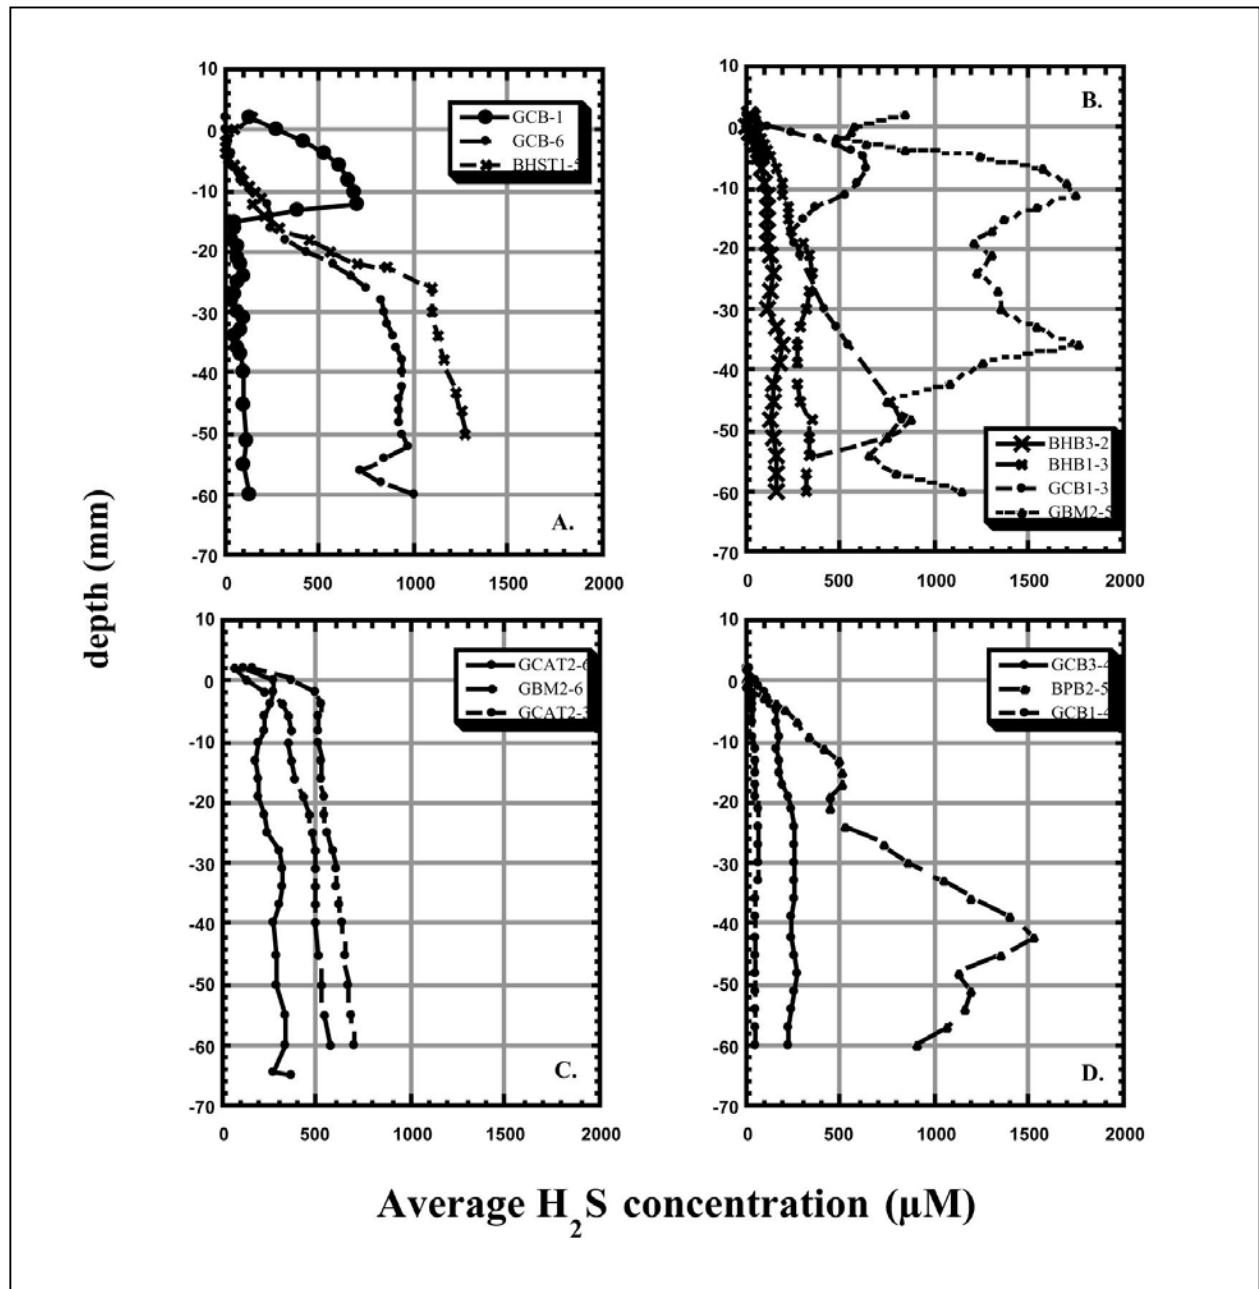 10
0
-10
-20
-30
-40
-50
-60
-70
0 500 1000 1500 2000
GCB-1
GCB-6
BHST1-5
A.
10
0
-10
-20
-30
-40
-50
-60
-70
0 500 1000 1500 2000
B.
BHB3-2
BHB1-3
GCB1-3
GBM2-5
10
0
-10
-20
-30
-40
-50
-60
-70
0 500 1000 1500 2000
GCAT2-6
GBM2-6
GCAT2-3
C.
10
0
-10
-20
-30
-40
-50
-60
-70
0 500 1000 1500 2000
GCB3-4
BPB2-5
GCB1-4
D.
depth (mm)
Average H2S concentration (µM)